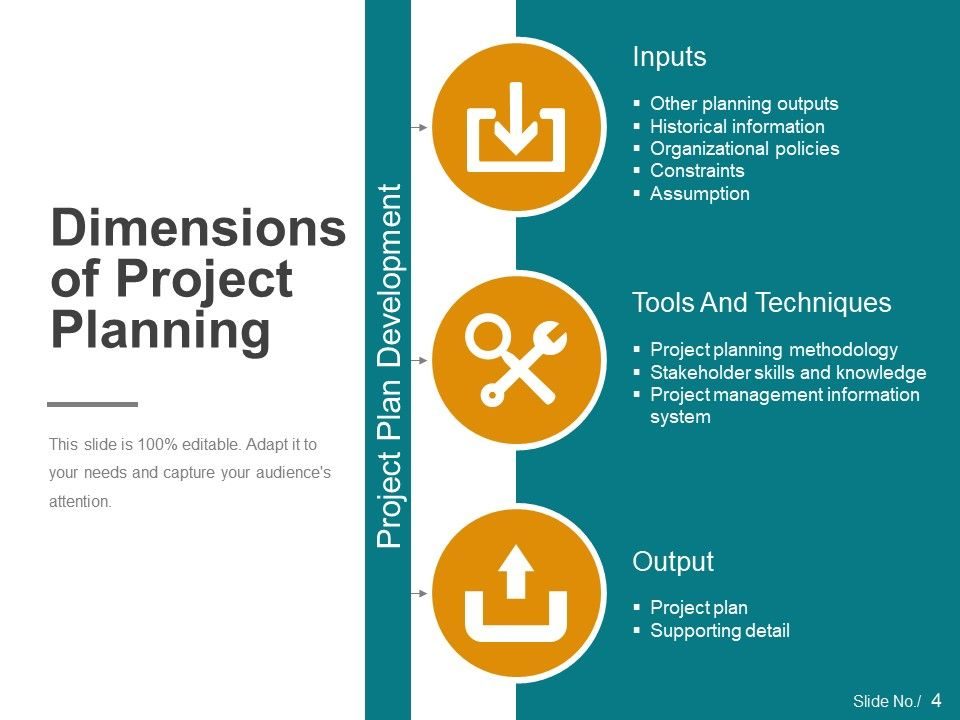 Dimensions
of Project
Planning
This slide is 100% editable. Adapt it to
your needs and capture your audience's
attention.
Project Plan Development
Inputs
▪ Other planning outputs
▪ Historical information
▪ Organizational policies
▪ Constraints
▪ Assumption
Tools And Techniques
▪ Project planning methodology
▪ Stakeholder skills and knowledge
▪ Project management information
system
Output
▪ Project plan
▪ Supporting detail
Slide No./ 4